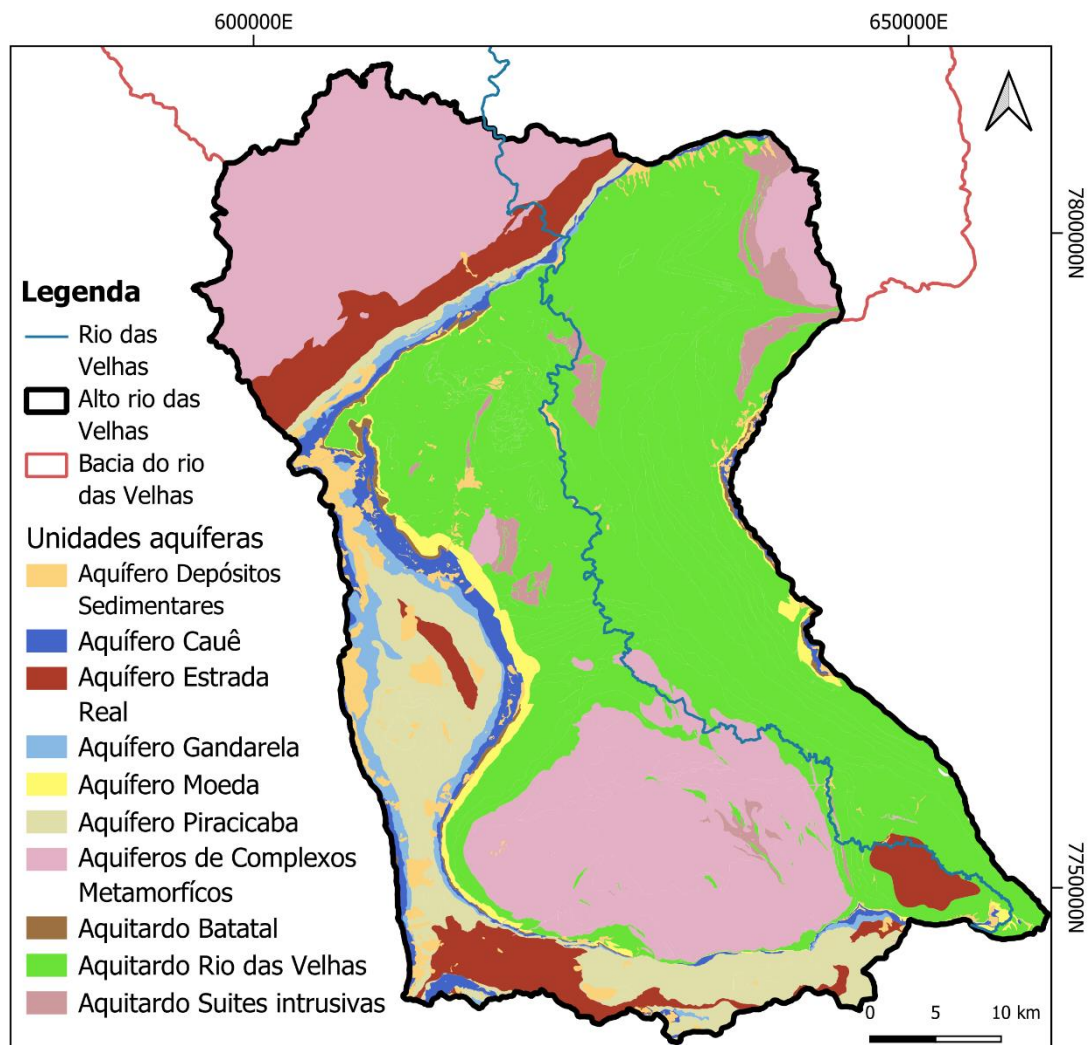 600000E
650000E
7800000N
Legenda
Rio das
Velhas
Alto rio das
Velhas
Bacia do rio
das Velhas
Unidades aquíferas
Aquífero Depósitos
Sedimentares
Aquífero Cauê
Aquífero Estrada
Real
Aquífero Gandarela
Aquífero Moeda
Aquífero Piracicaba
Aquiferos de Complexos
Metamorfícos
Aquitardo Batatal
Aquitardo Rio das Velhas
Aquitardo Suites intrusivas
7750000N
0 5 10 km